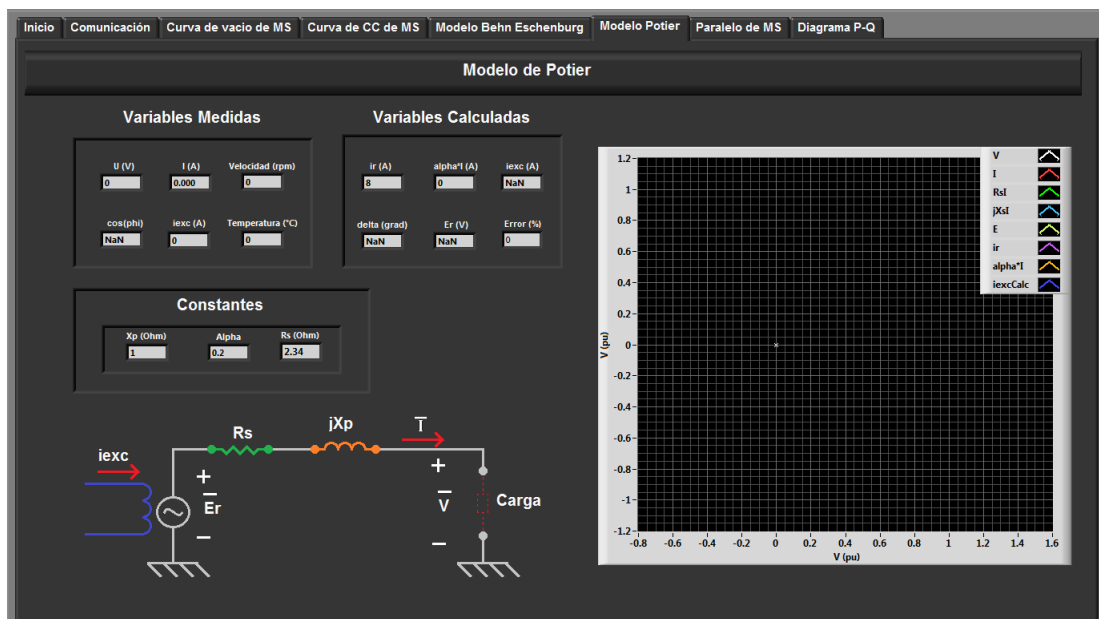 Inicio Comunicación Curva de vacio de MS Curva de CC de MS Modelo Behn Eschenburg Modelo Potier Paralelo de MS Diagrama P-Q
Modelo de Potier
Variables Medidas
U (V) I (A) Velocidad (rpm)
0 0.000 0
cos(phi) iexc (A) Temperatura (°C)
NaN 0 0
Variables Calculadas
ir (A) alpha*I (A) iexc (A)
8 0 NaN
delta (grad) Er (V) Error (%)
NaN NaN 0
Constantes
Xp (Ohm) Alpha Rs (Ohm)
1 0.2 2.34
iexc
Rs
jXp
I
+
Er
−
+
V
−
Carga
V
I
RsI
jXsI
E
ir
alpha*I
iexcCalc
V (pu)
1.2
1
0.8
0.6
0.4
0.2
0
-0.2
-0.4
-0.6
-0.8
-1
-1.2
-0.8 -0.6 -0.4 -0.2 0 0.2 0.4 0.6 0.8 1 1.2 1.4 1.6
V (pu)